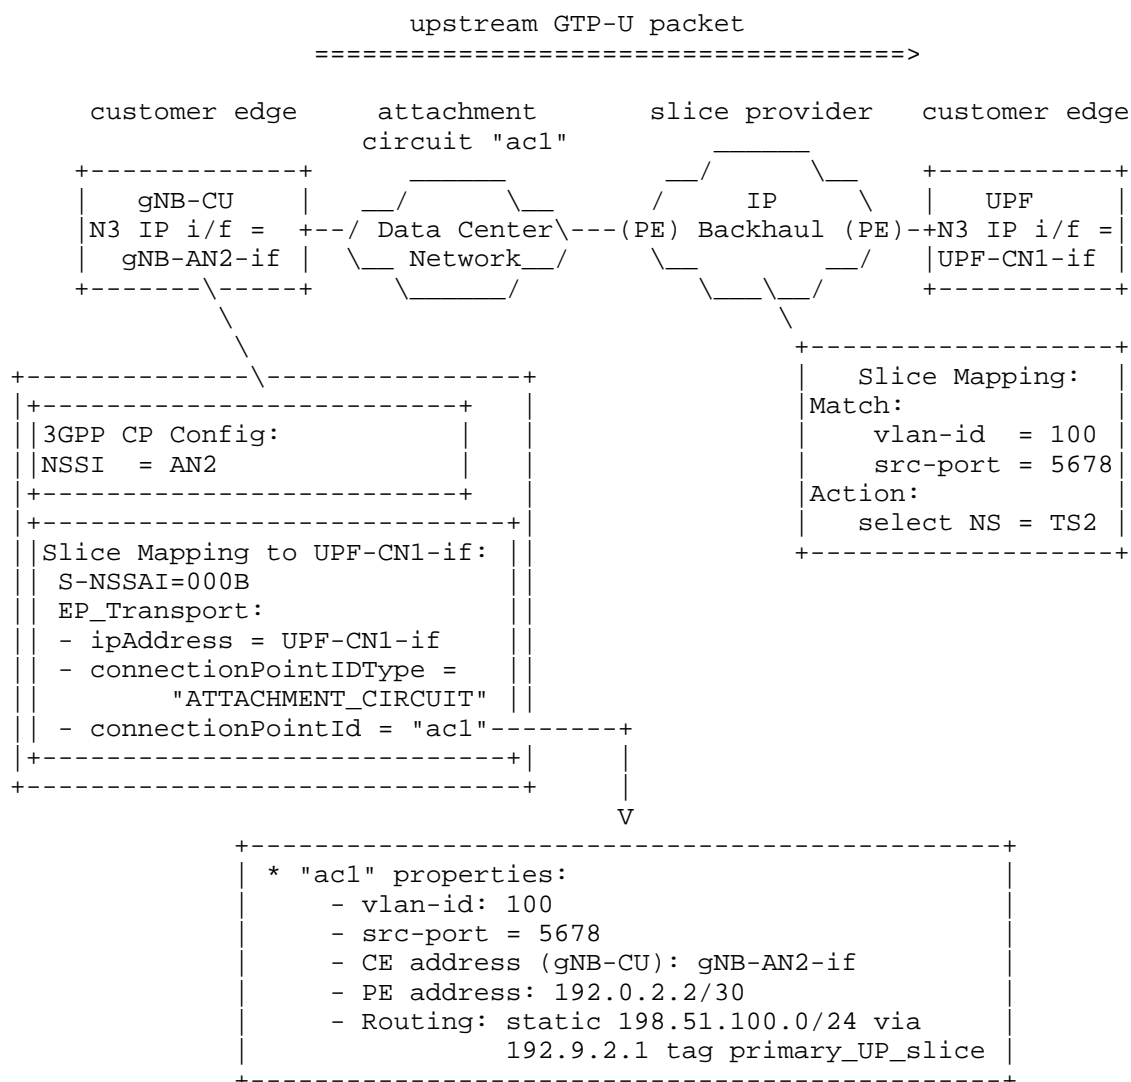 upstream GTP-U packet
=====================================>
customer edge attachment slice provider customer edge
circuit "ac1"
gNB-CU IP UPF
N3 IP i/f = Data Center (PE) Backhaul (PE) N3 IP i/f =
gNB-AN2-if Network UPF-CN1-if
Slice Mapping:
3GPP CP Config: Match:
vlan-id = 100
NSSI = AN2 src-port = 5678
Action:
select NS = TS2
Slice Mapping to UPF-CN1-if:
S-NSSAI=000B
EP_Transport:
- ipAddress = UPF-CN1-if
- connectionPointIDType =
"ATTACHMENT_CIRCUIT"
- connectionPointId = "ac1"
V
* "ac1" properties:
- vlan-id: 100
- src-port = 5678
- CE address (gNB-CU): gNB-AN2-if
- PE address: 192.0.2.2/30
- Routing: static 198.51.100.0/24 via
192.9.2.1 tag primary_UP_slice